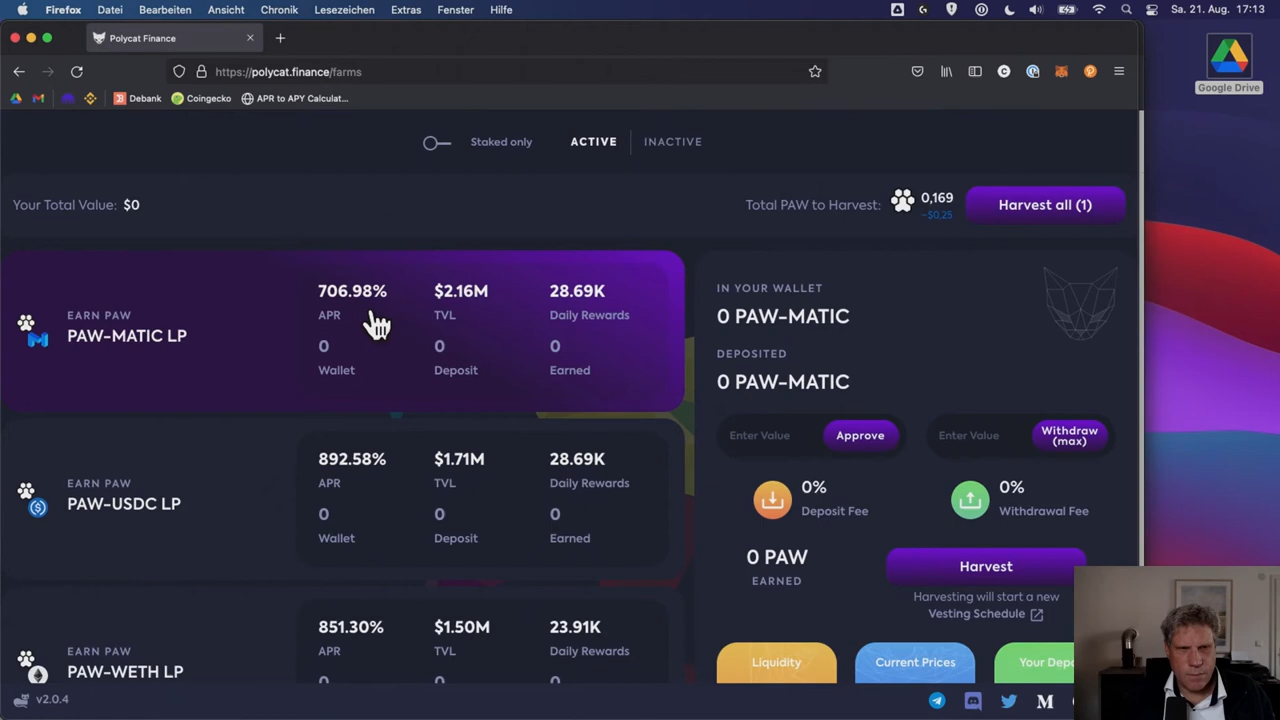 Firefox Datei Bearbeiten Ansicht Chronik Lesezeichen Extras Fenster Hilfe Sa. 21. Aug. 17:13
Polycat Finance
https://polycat.finance/farms
Debank Coingecko APR to APY Calculat...
Google Drive
Staked only ACTIVE INACTIVE
Your Total Value: $0
Total PAW to Harvest: 0,169
~$0,25
Harvest all (1)
EARN PAW
PAW-MATIC LP
706.98% $2.16M 28.69K
APR TVL Daily Rewards
0 0 0
Wallet Deposit Earned
EARN PAW
PAW-USDC LP
892.58% $1.71M 28.69K
APR TVL Daily Rewards
0 0 0
Wallet Deposit Earned
EARN PAW
PAW-WETH LP
851.30% $1.50M 23.91K
APR TVL Daily Rewards
IN YOUR WALLET
0 PAW-MATIC
DEPOSITED
0 PAW-MATIC
Enter Value Approve
Enter Value Withdraw
(max)
0%
Deposit Fee
0%
Withdrawal Fee
0 PAW
EARNED
Harvest
Harvesting will start a new
Vesting Schedule
Liquidity Current Prices Your Dep
v2.0.4